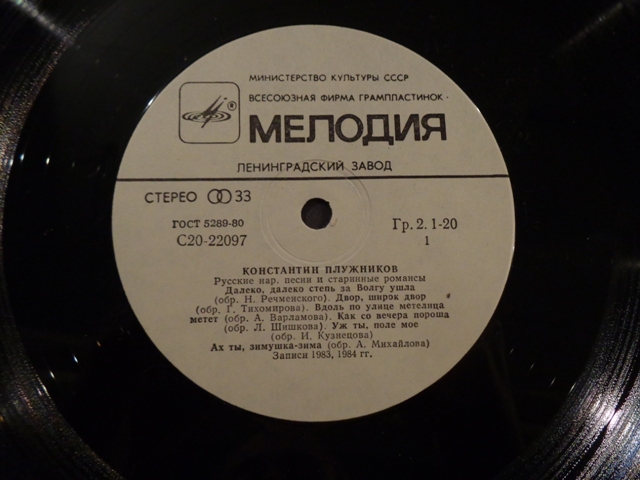 МИНИСТЕРСТВО КУЛЬТУРЫ СССР
ВСЕСОЮЗНАЯ ФИРМА ГРАМПЛАСТИНОК
®
МЕЛОДИЯ
ЛЕНИНГРАДСКИЙ ЗАВОД
СТЕРЕО 33
ГОСТ 5289-80
Гр. 2. 1-20
С20-22097
1
КОНСТАНТИН ПЛУЖНИКОВ
Русские нар. песни и старинные романсы
Далеко, далеко степь за Волгу ушла
(обр. Н. Речменского). Двор, широк двор
(обр. Г. Тихомирова). Вдоль по улице метелица
метет (обр. А. Варламова). Как со вечера пороша
(обр. Л. Шишкова). Уж ты, поле мое
(обр. И. Кузнецова)
Ах ты, зимушка-зима (обр. А. Михайлова)
Записи 1983, 1984 гг.